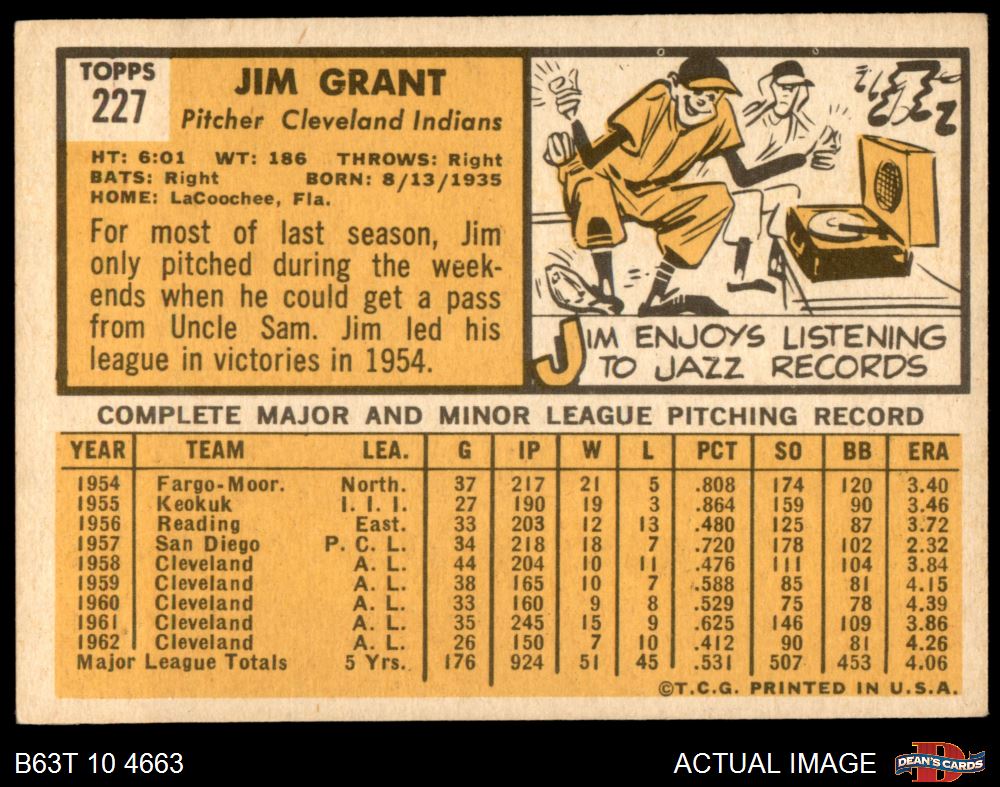 TOPPS
227
JIM GRANT
Pitcher Cleveland Indians
HT: 6:01 WT: 186 THROWS: Right
BATS: Right BORN: 8/13/1935
HOME: LaCoochee, Fla.
For most of last season, Jim
only pitched during the week-
ends when he could get a pass
from Uncle Sam. Jim led his
league in victories in 1954.
JIM ENJOYS LISTENING
TO JAZZ RECORDS
COMPLETE MAJOR AND MINOR LEAGUE PITCHING RECORD
YEAR TEAM LEA. G IP W L PCT SO BB ERA
1954 Fargo-Moor. North. 37 217 21 5 .808 174 120 3.40
1955 Keokuk I. I. I. 27 190 19 3 .864 159 90 3.46
1956 Reading East. 33 203 12 13 .480 125 87 3.72
1957 San Diego P. C. L. 34 218 18 7 .720 178 102 2.32
1958 Cleveland A. L. 44 204 10 11 .476 111 104 3.84
1959 Cleveland A. L. 38 165 10 7 .588 85 81 4.15
1960 Cleveland A. L. 33 160 9 8 .529 75 78 4.39
1961 Cleveland A. L. 35 245 15 9 .625 146 109 3.86
1962 Cleveland A. L. 26 150 7 10 .412 90 81 4.26
Major League Totals 5 Yrs. 176 924 51 45 .531 507 453 4.06
©T.C.G. PRINTED IN U.S.A.
B63T 10 4663
ACTUAL IMAGE
DEAN'S CARDS